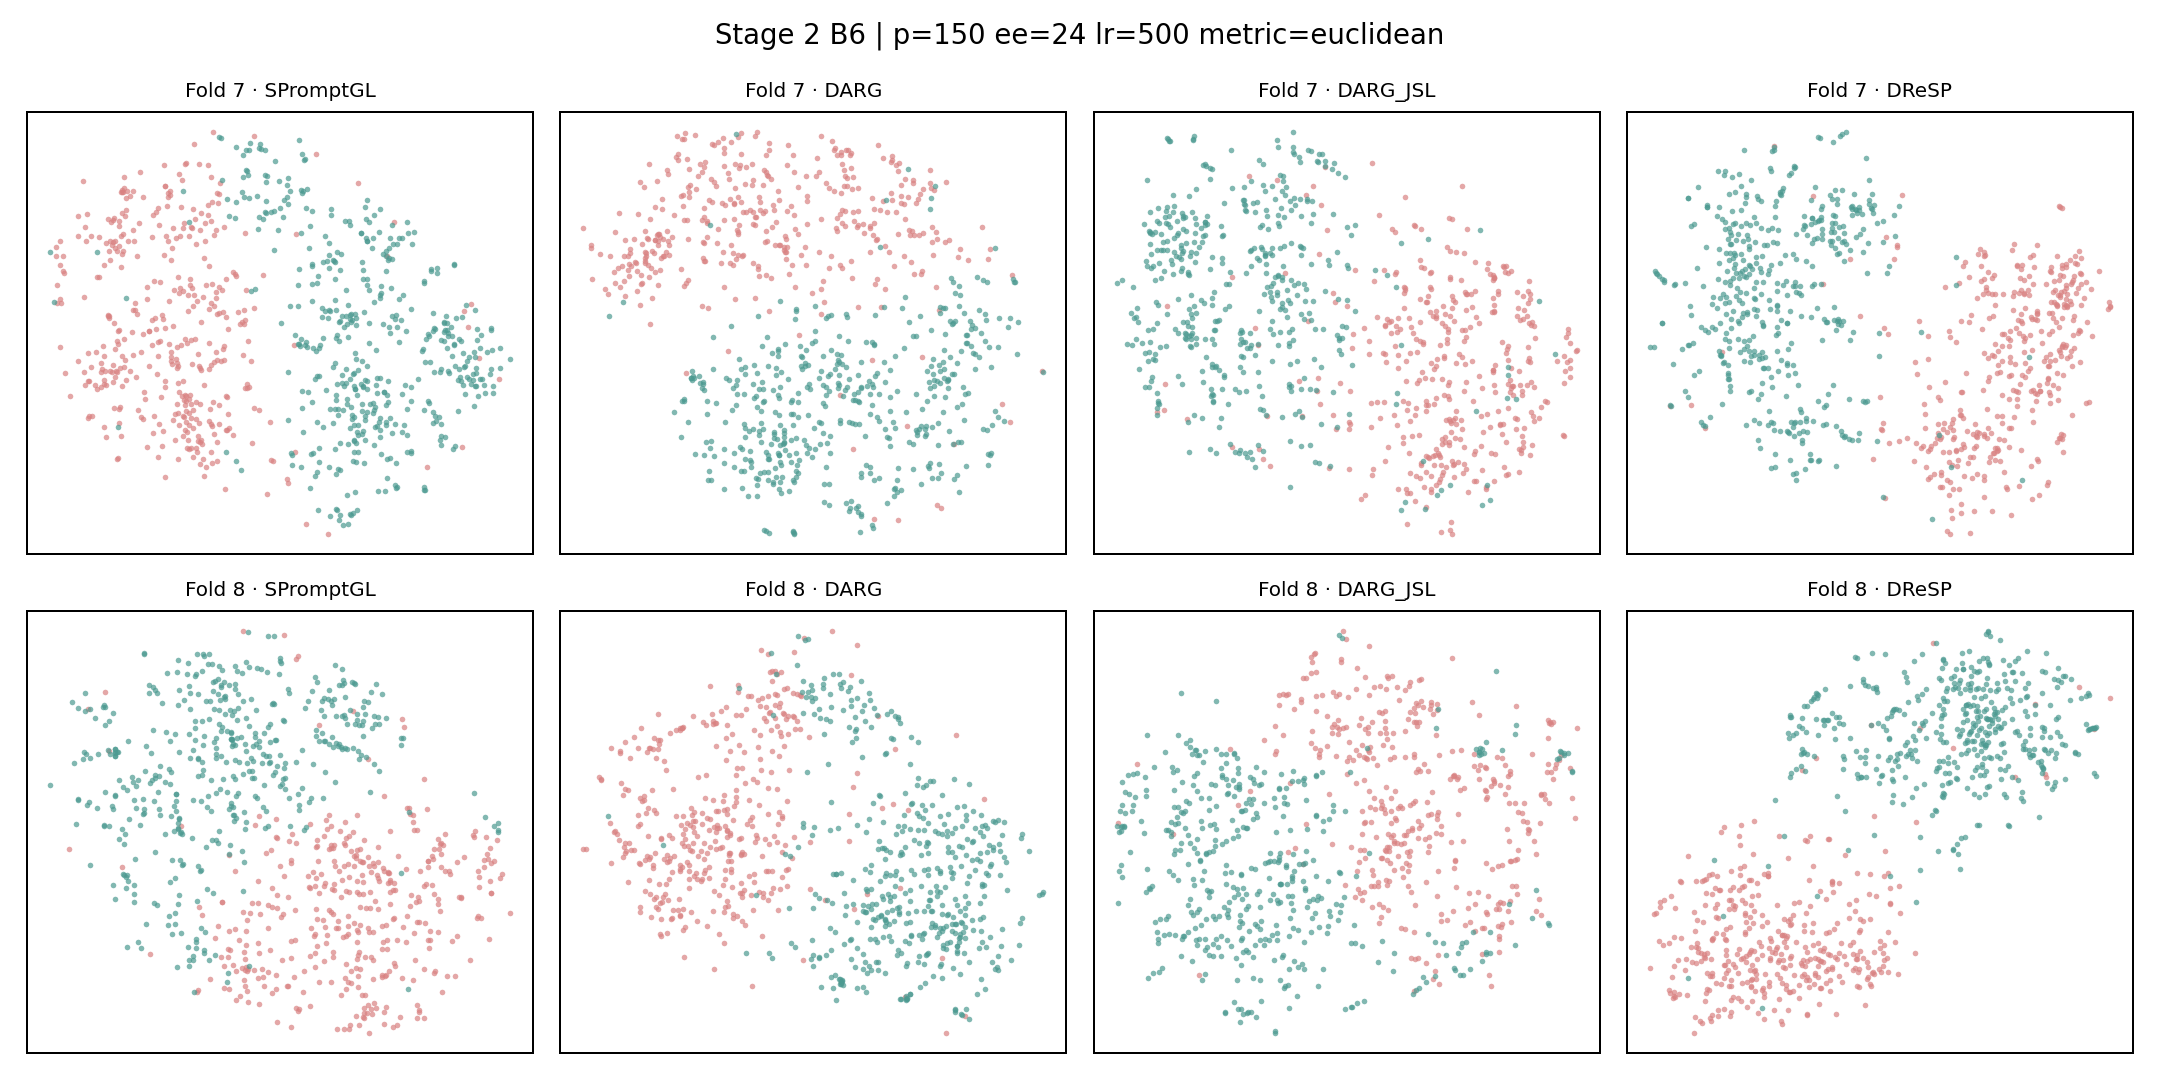 Stage 2 B6 | p=150 ee=24 lr=500 metric=euclidean
Fold 7 · SPromptGL
Fold 7 · DARG
Fold 7 · DARG_JSL
Fold 7 · DReSP
Fold 8 · SPromptGL
Fold 8 · DARG
Fold 8 · DARG_JSL
Fold 8 · DReSP